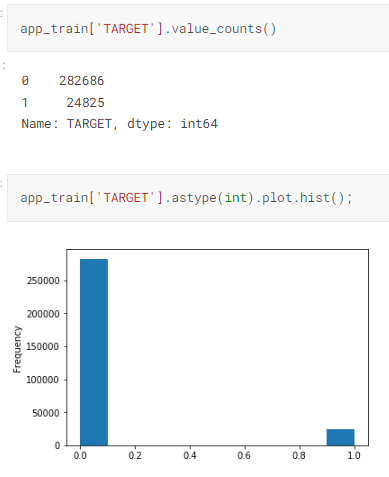 app_train['TARGET'].value_counts()
0 282686
1 24825
Name: TARGET, dtype: int64
app_train['TARGET'].astype(int).plot.hist();
250000
200000
150000
100000
50000
0
Frequency
0.0 0.2 0.4 0.6 0.8 1.0